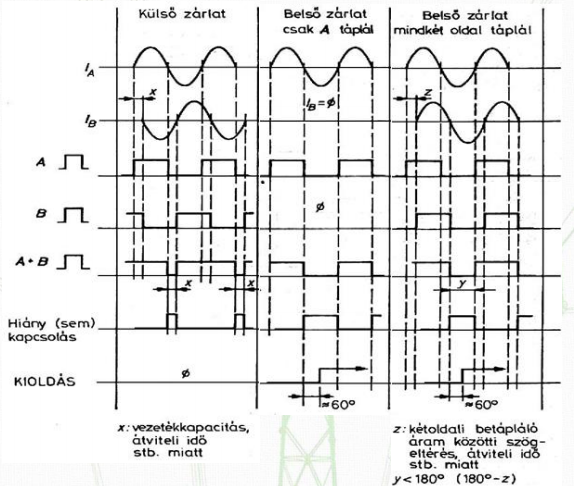 Külső zárlat
Belső zárlat
csak A táplál
Belső zárlat
mindkét oldal táplál
I_A
x
I_B=ϕ
z
I_B
A
B
ϕ
A+B
x
x
y
Hiány (sem)
kapcsolás
KIOLDÁS
ϕ
≈60°
≈60°
x: vezetékkapacitás,
átviteli idő
stb. miatt
z: kétoldali betápláló
áram közötti szög-
eltérés, átviteli idő
stb. miatt
y<180° (180°-z)